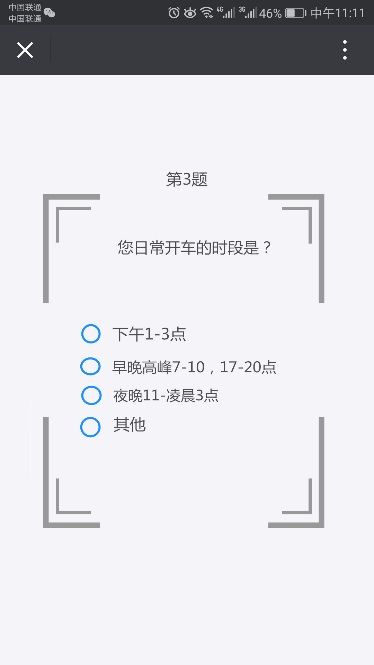 中国联通
中国联通
4G 3G 46% 中午11:11
第3题
您日常开车的时段是？
下午1-3点
早晚高峰7-10，17-20点
夜晚11-凌晨3点
其他